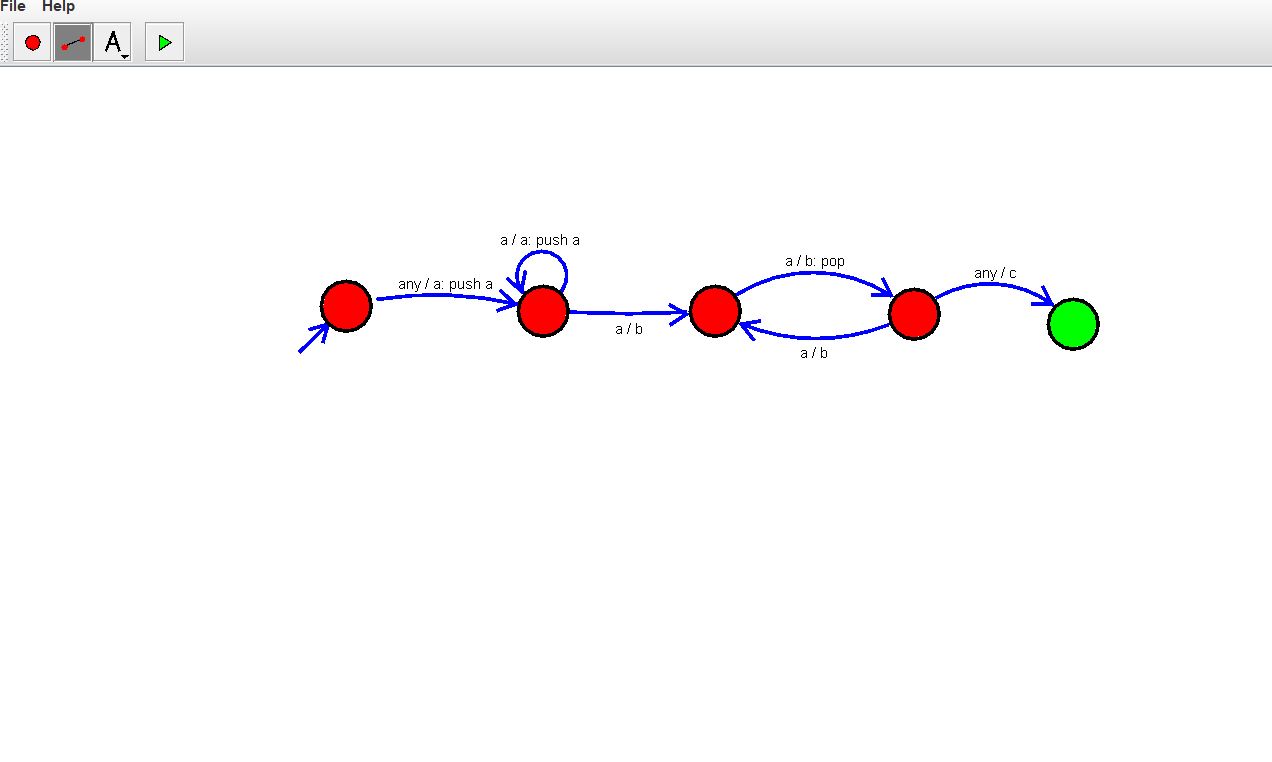 File Help
A
a / a: push a
any / a: push a
a / b
a / b: pop
a / b
any / c